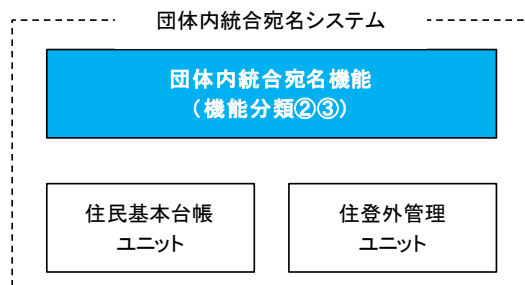 団体内統合宛名システム
団体内統合宛名機能
（機能分類②③）
住民基本台帳
ユニット
住登外管理
ユニット